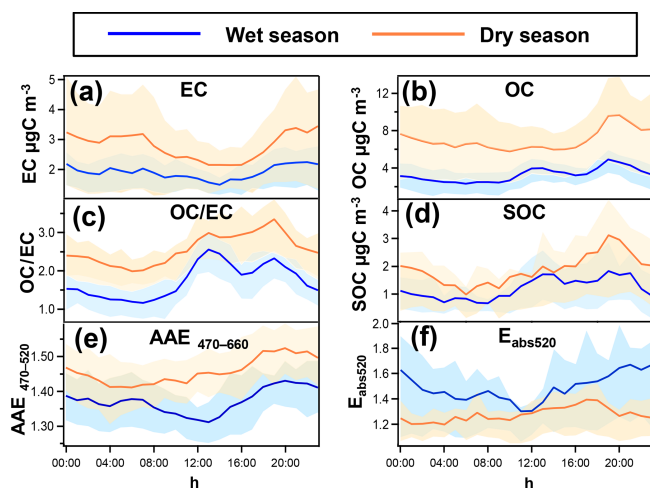 Wet season Dry season
(a) EC
EC µgC m⁻³
5
4
3
2
1
(b) OC
OC µgC m⁻³
12
8
4
0
(c) OC/EC
OC/EC
3.0
2.0
1.0
(d) SOC
SOC µgC m⁻³
4
3
2
1
0
(e) AAE 470–660
AAE 470–520
1.50
1.40
1.30
00:00 04:00 08:00 12:00 16:00 20:00
h
(f) Eabs520
Eabs520
2.0
1.8
1.6
1.4
1.2
00:00 04:00 08:00 12:00 16:00 20:00
h